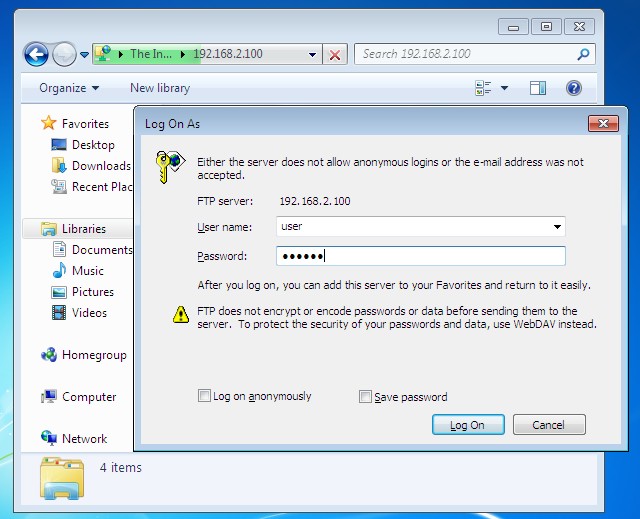 The In... 192.168.2.100
Search 192.168.2.100
Organize
New library
Favorites
Desktop
Downloads
Recent Plac
Libraries
Documents
Music
Pictures
Videos
Homegroup
Computer
Network
4 items
Log On As
Either the server does not allow anonymous logins or the e-mail address was not
accepted.
FTP server: 192.168.2.100
User name: user
Password: ●●●●●●
After you log on, you can add this server to your Favorites and return to it easily.
FTP does not encrypt or encode passwords or data before sending them to the
server. To protect the security of your passwords and data, use WebDAV instead.
Log on anonymously
Save password
Log On
Cancel